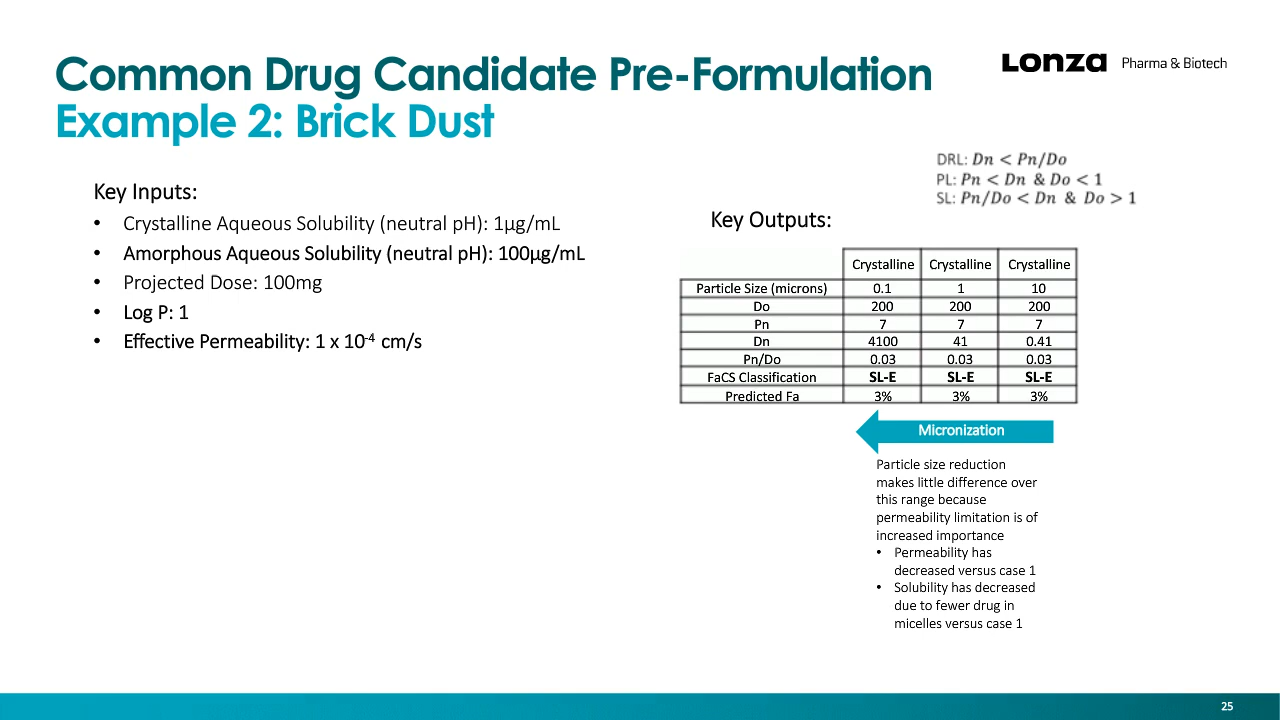 Common Drug Candidate Pre-Formulation
Example 2: Brick Dust
Lonza Pharma & Biotech
Key Inputs:
• Crystalline Aqueous Solubility (neutral pH): 1µg/mL
• Amorphous Aqueous Solubility (neutral pH): 100µg/mL
• Projected Dose: 100mg
• Log P: 1
• Effective Permeability: 1 x 10⁻⁴ cm/s
DRL: Dn < Pn/Do
PL: Pn < Dn & Do < 1
SL: Pn/Do < Dn & Do > 1
Key Outputs:
Crystalline Crystalline Crystalline
Particle Size (microns) 0.1 1 10
Do 200 200 200
Pn 7 7 7
Dn 4100 41 0.41
Pn/Do 0.03 0.03 0.03
FaCS Classification SL-E SL-E SL-E
Predicted Fa 3% 3% 3%
Micronization
Particle size reduction
makes little difference over
this range because
permeability limitation is of
increased importance
• Permeability has
decreased versus case 1
• Solubility has decreased
due to fewer drug in
micelles versus case 1
25